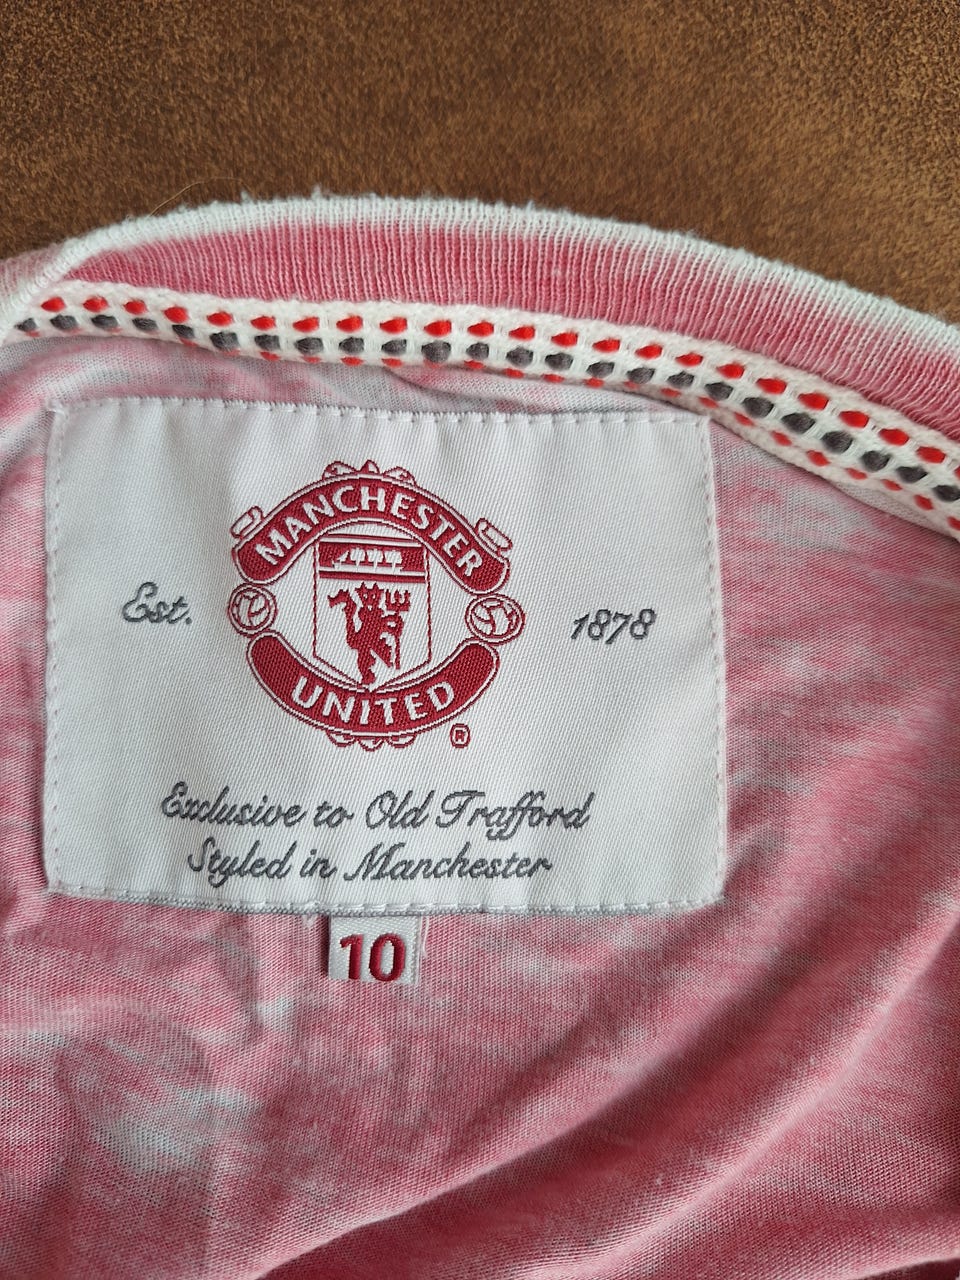 MANCHESTER
Est. 1878
UNITED
®
Exclusive to Old Trafford
Styled in Manchester
10